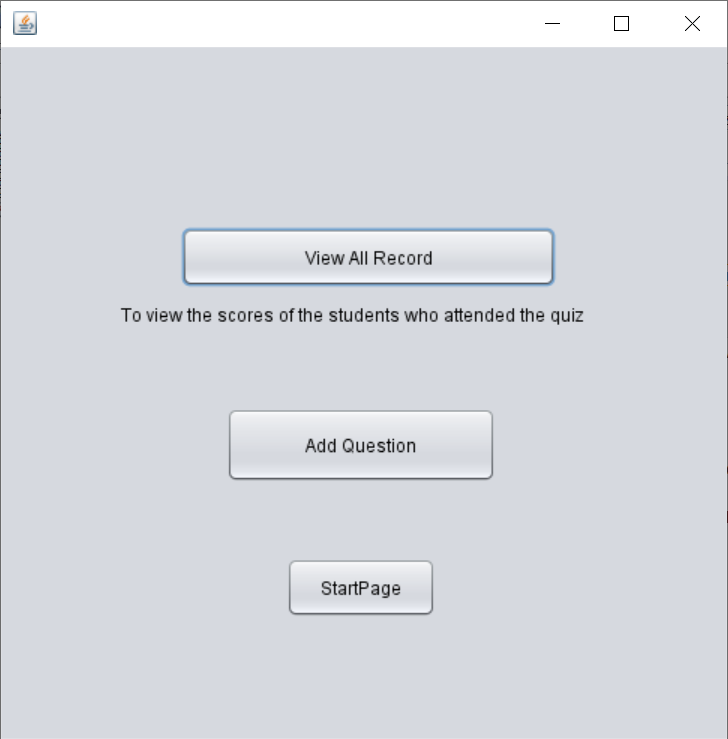 View All Record
To view the scores of the students who attended the quiz
Add Question
StartPage